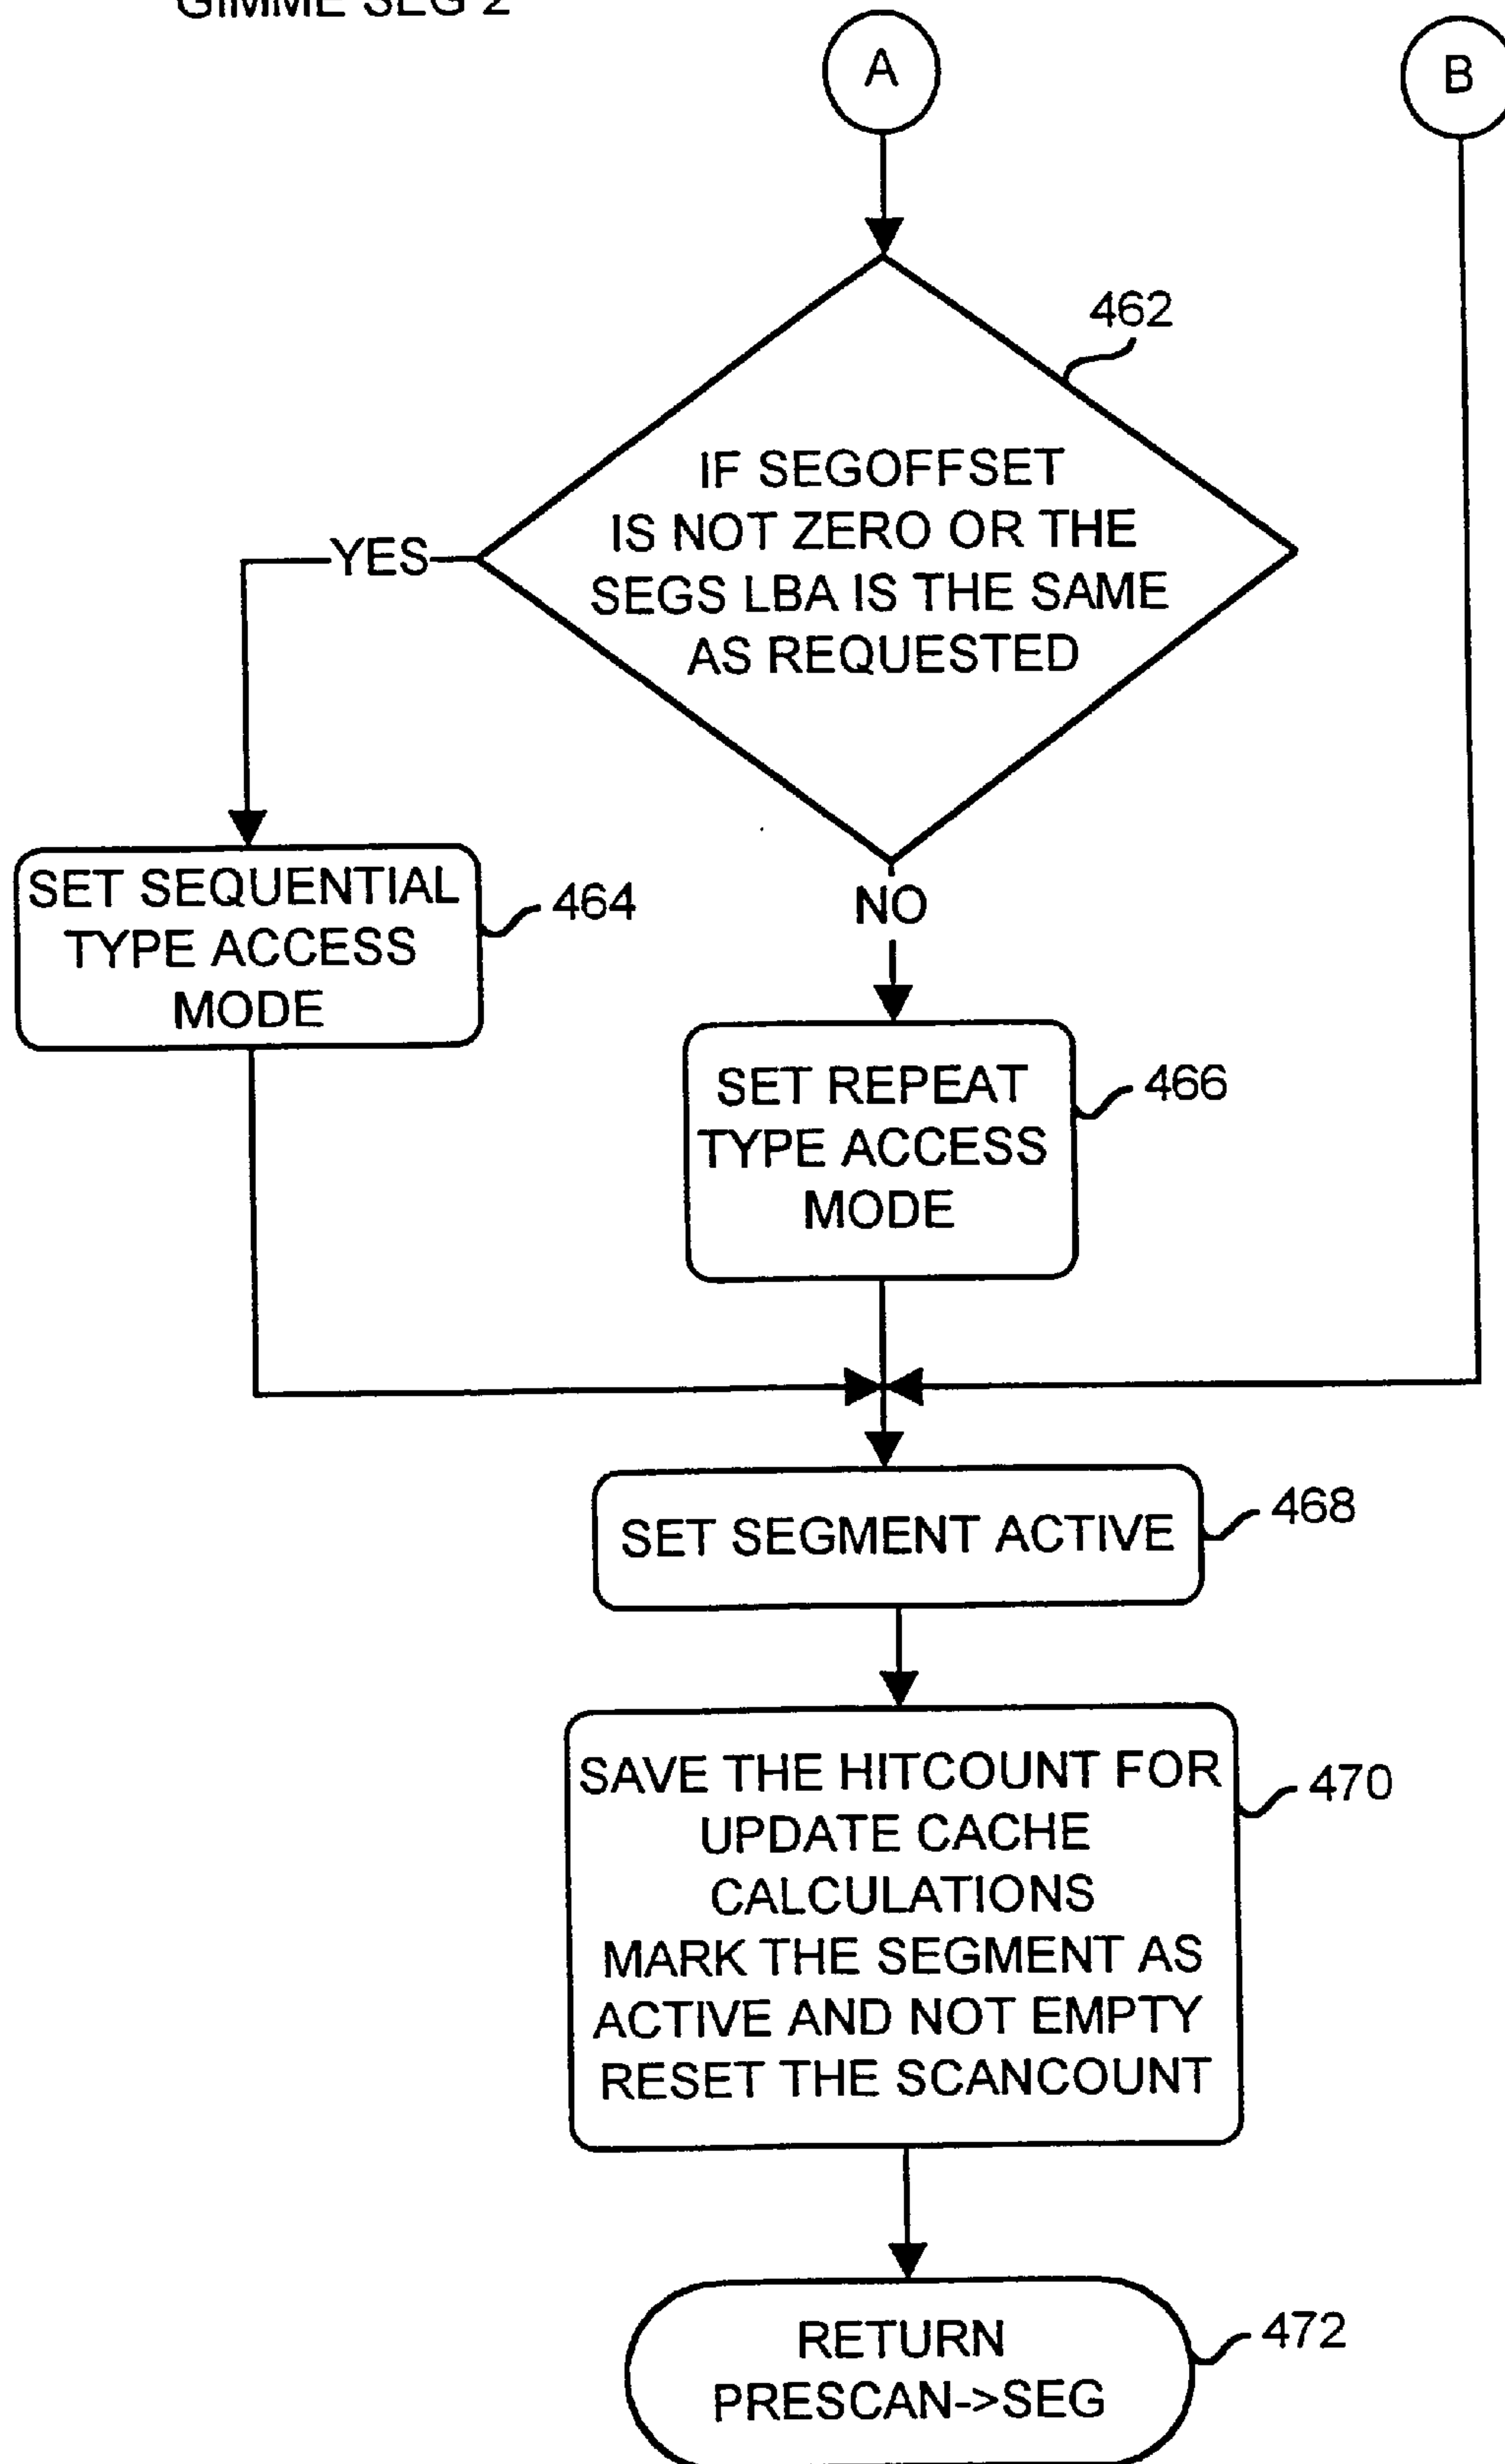 GIMME SEG 2
A
B
462
IF SEGOFFSET
IS NOT ZERO OR THE
SEGS LBA IS THE SAME
AS REQUESTED
YES
NO
SET SEQUENTIAL
TYPE ACCESS
MODE
464
SET REPEAT
TYPE ACCESS
MODE
466
SET SEGMENT ACTIVE
468
SAVE THE HITCOUNT FOR
UPDATE CACHE
CALCULATIONS
MARK THE SEGMENT AS
ACTIVE AND NOT EMPTY
RESET THE SCANCOUNT
470
RETURN
PRESCAN->SEG
472